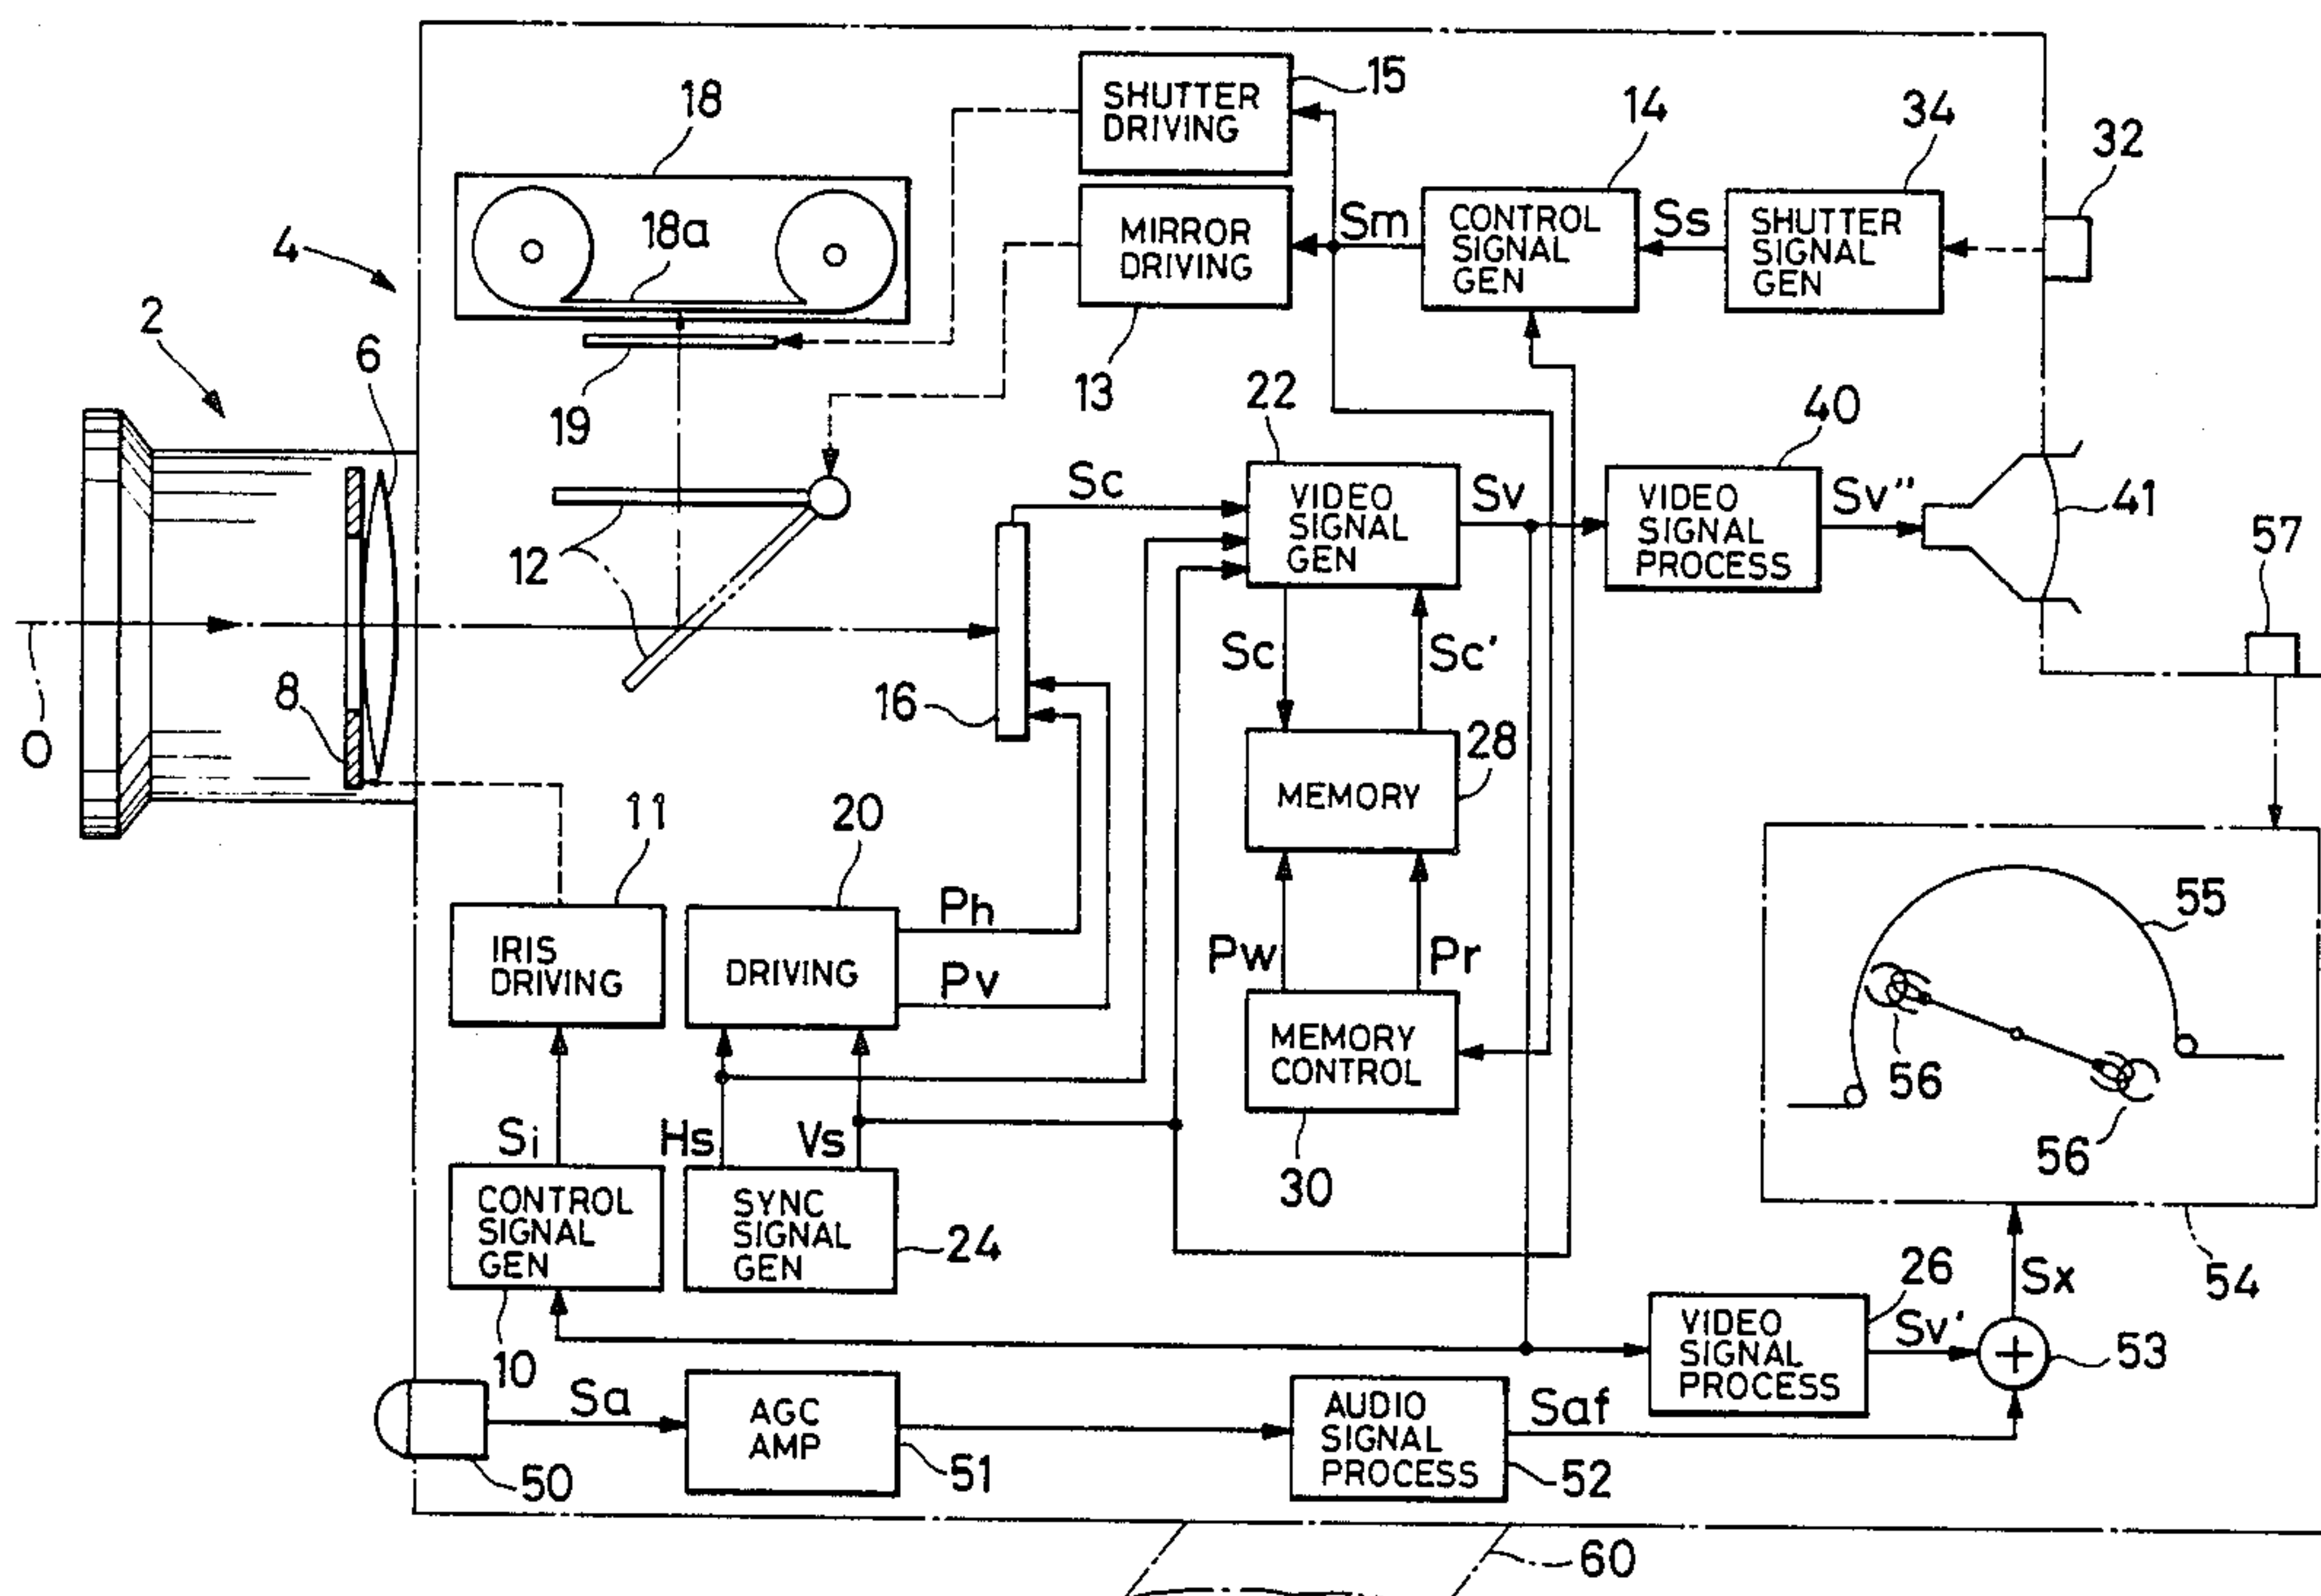 SHUTTER
DRIVING
15
18
14
34
32
MIRROR
DRIVING
Sm
CONTROL
SIGNAL
GEN
Ss
SHUTTER
SIGNAL
GEN
18a
4
2
6
19
13
22
40
12
Sc
VIDEO
SIGNAL
GEN
Sv
VIDEO
SIGNAL
PROCESS
Sv''
41
57
O
8
16
Sc
Sc'
MEMORY
28
11
20
IRIS
DRIVING
DRIVING
Ph
Pv
Pw
Pr
MEMORY
CONTROL
30
55
56
56
54
Si
Hs
Vs
CONTROL
SIGNAL
GEN
10
SYNC
SIGNAL
GEN
24
26
VIDEO
SIGNAL
PROCESS
Sv'
Sx
53
50
Sa
AGC
AMP
51
AUDIO
SIGNAL
PROCESS
Saf
52
60